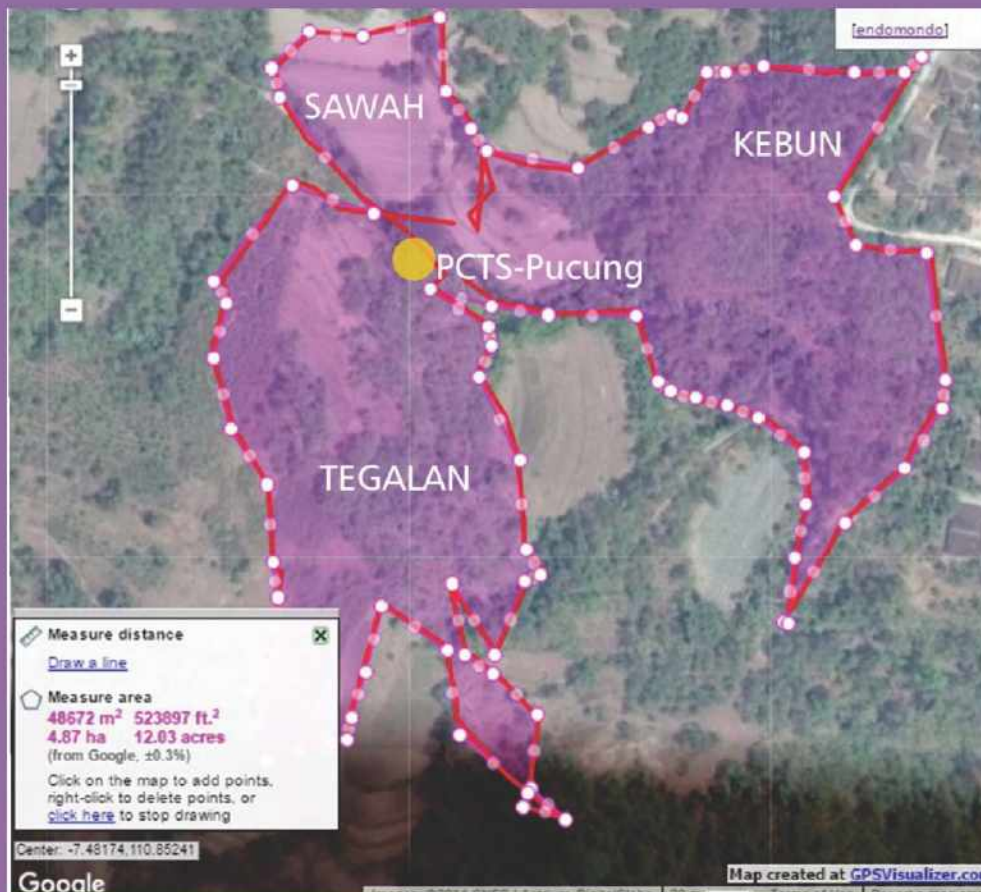 [endomondo]
SAWAH
KEBUN
PCTS-Pucung
TEGALAN
Measure distance
Draw a line
Measure area
48672 m² 523897 ft.²
4.87 ha 12.03 acres
(from Google, ±0.3%)
Click on the map to add points,
right-click to delete points, or
click here to stop drawing
Center: -7.48174,110.85241
Google
Map created at GPSVisualizer.com